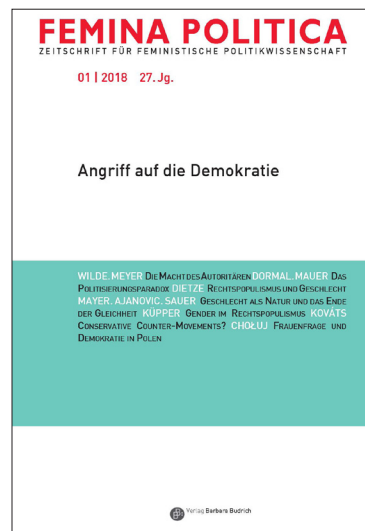 FEMINA POLITICA
ZEITSCHRIFT FÜR FEMINISTISCHE POLITIKWISSENSCHAFT
01 | 2018 27. Jg.
Angriff auf die Demokratie
WILDE. MEYER DIE MACHT DES AUTORITÄREN DORMAL. MAUER DAS
POLITISIERUNGSPARADOX DIETZE RECHTSPOPULISMUS UND GESCHLECHT
MAYER. AJANOVIC. SAUER GESCHLECHT ALS NATUR UND DAS ENDE
DER GLEICHHEIT KÜPPER GENDER IM RECHTSPOPULISMUS KOVÁTS
CONSERVATIVE COUNTER-MOVEMENTS? CHOŁUJ FRAUENFRAGE UND
DEMOKRATIE IN POLEN
Verlag Barbara Budrich